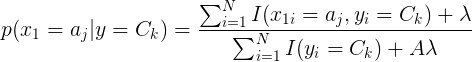 p(x_1 = a_j | y = C_k) = \frac{\sum_{i=1}^{N} I(x_{1i} = a_j, y_i = C_k) + \lambda}{\sum_{i=1}^{N} I(y_i = C_k) + A\lambda}